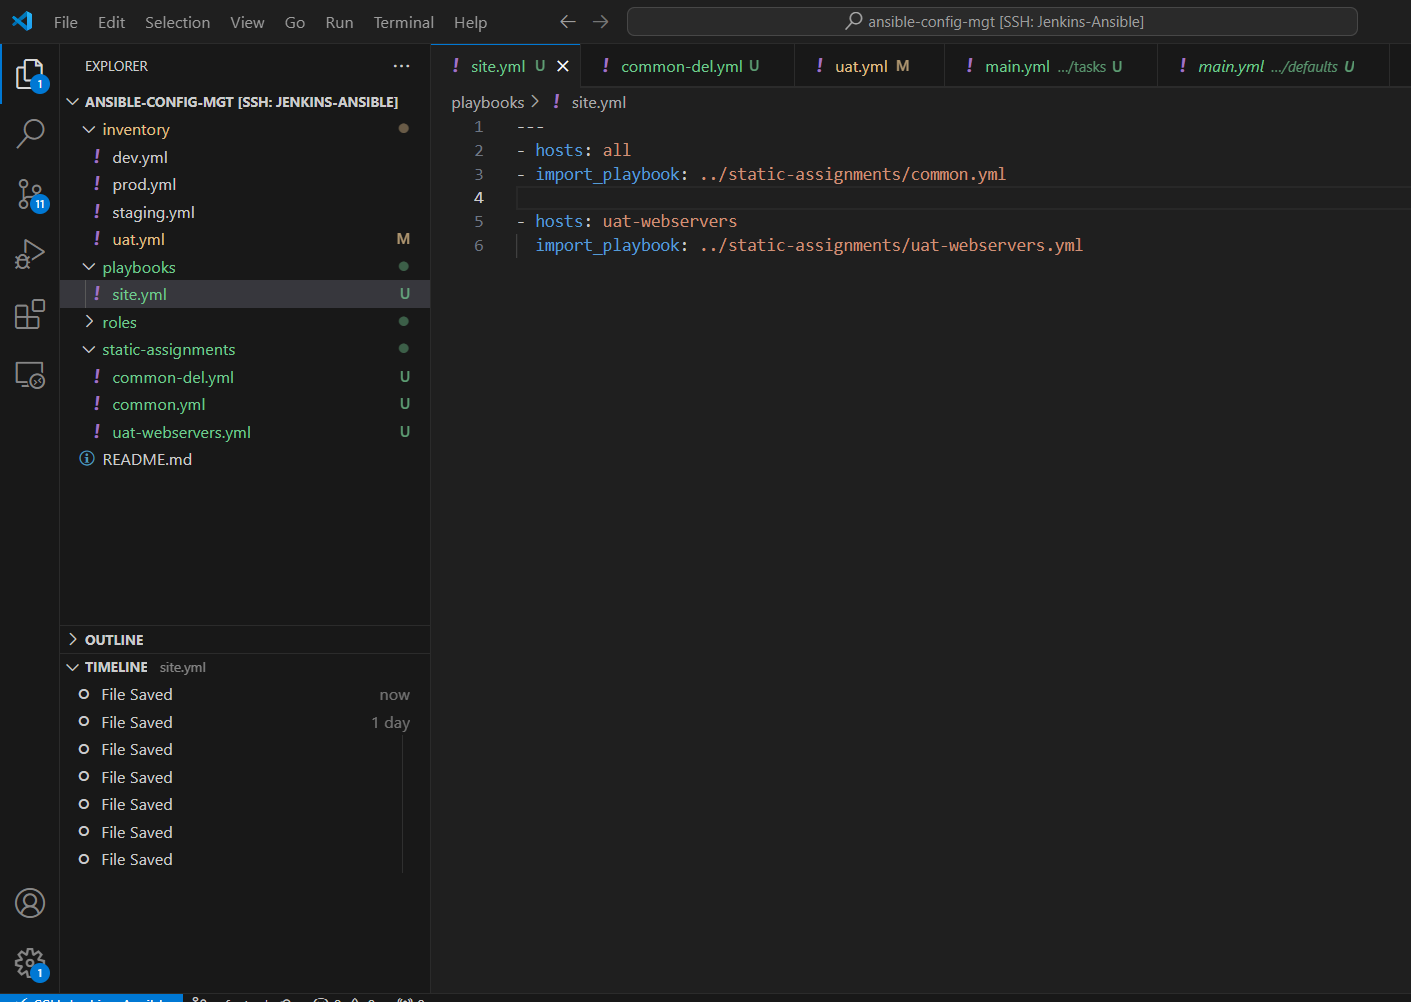 File Edit Selection View Go Run Terminal Help ansible-config-mgt [SSH: Jenkins-Ansible]
EXPLORER
site.yml U common-del.yml U uat.yml M main.yml .../tasks U main.yml .../defaults U
1
ANSIBLE-CONFIG-MGT [SSH: JENKINS-ANSIBLE]
playbooks > site.yml
inventory
dev.yml
prod.yml
staging.yml
uat.yml M
playbooks
site.yml U
roles
static-assignments
common-del.yml U
common.yml U
uat-webservers.yml U
README.md
11
1 ---
2 - hosts: all
3 - import_playbook: ../static-assignments/common.yml
4
5 - hosts: uat-webservers
6 import_playbook: ../static-assignments/uat-webservers.yml
OUTLINE
TIMELINE site.yml
File Saved now
File Saved 1 day
File Saved
File Saved
File Saved
File Saved
File Saved
1